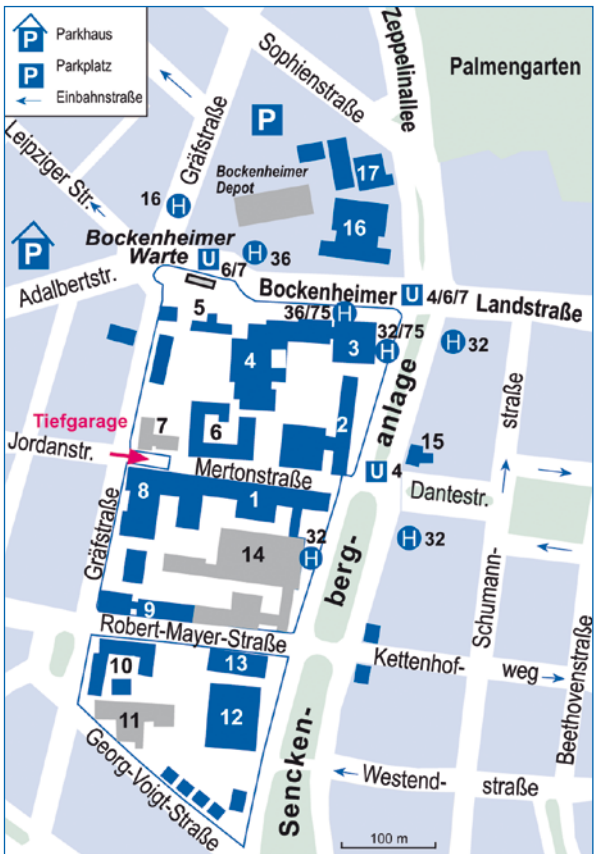 P Parkhaus
P Parkplatz
Einbahnstraße
Sophienstraße
Zeppelinallee
Palmengarten
Gräfstraße
Leipziger Str.
P
Bockenheimer
Depot
17
16
16 H
P
Bockenheimer
Warte
U 6/7
H 36
Adalbertstr.
Bockenheimer
U 4/6/7
Landstraße
36/75 H
32/75 H
H 32
5
4
3
straße
anlage
2
Tiefgarage
7
6
15
Jordanstr.
Mertonstraße
U 4
Dantestr.
8
1
Gräfstraße
14
32 H
H 32
berg-
Schumann-
9
Robert-Mayer-Straße
Kettenhof-
weg
Beethovenstraße
10
13
11
12
Georg-Voigt-Straße
Sencken-
Westend-
straße
100 m